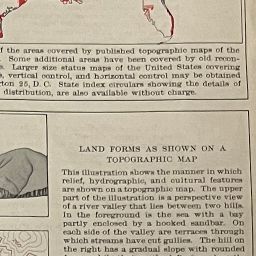 f the areas covered by published topographic maps of the
Some additional areas have been covered by old recon-
Larger size status maps of the United States covering
, vertical control, and horizontal control may be obtained
ton 25, D. C. State index circulars showing the details of
distribution, are also available without charge.
LAND FORMS AS SHOWN ON A
TOPOGRAPHIC MAP
This illustration shows the manner in which
relief, hydrographic, and cultural features
are shown on a topographic map. The upper
part of the illustration is a perspective view
of a river valley that lies between two hills.
In the foreground is the sea with a bay
partly enclosed by a hooked sandbar. On
each side of the valley are terraces through
which streams have cut gullies. The hill on
the right has a gradual slope with rounded